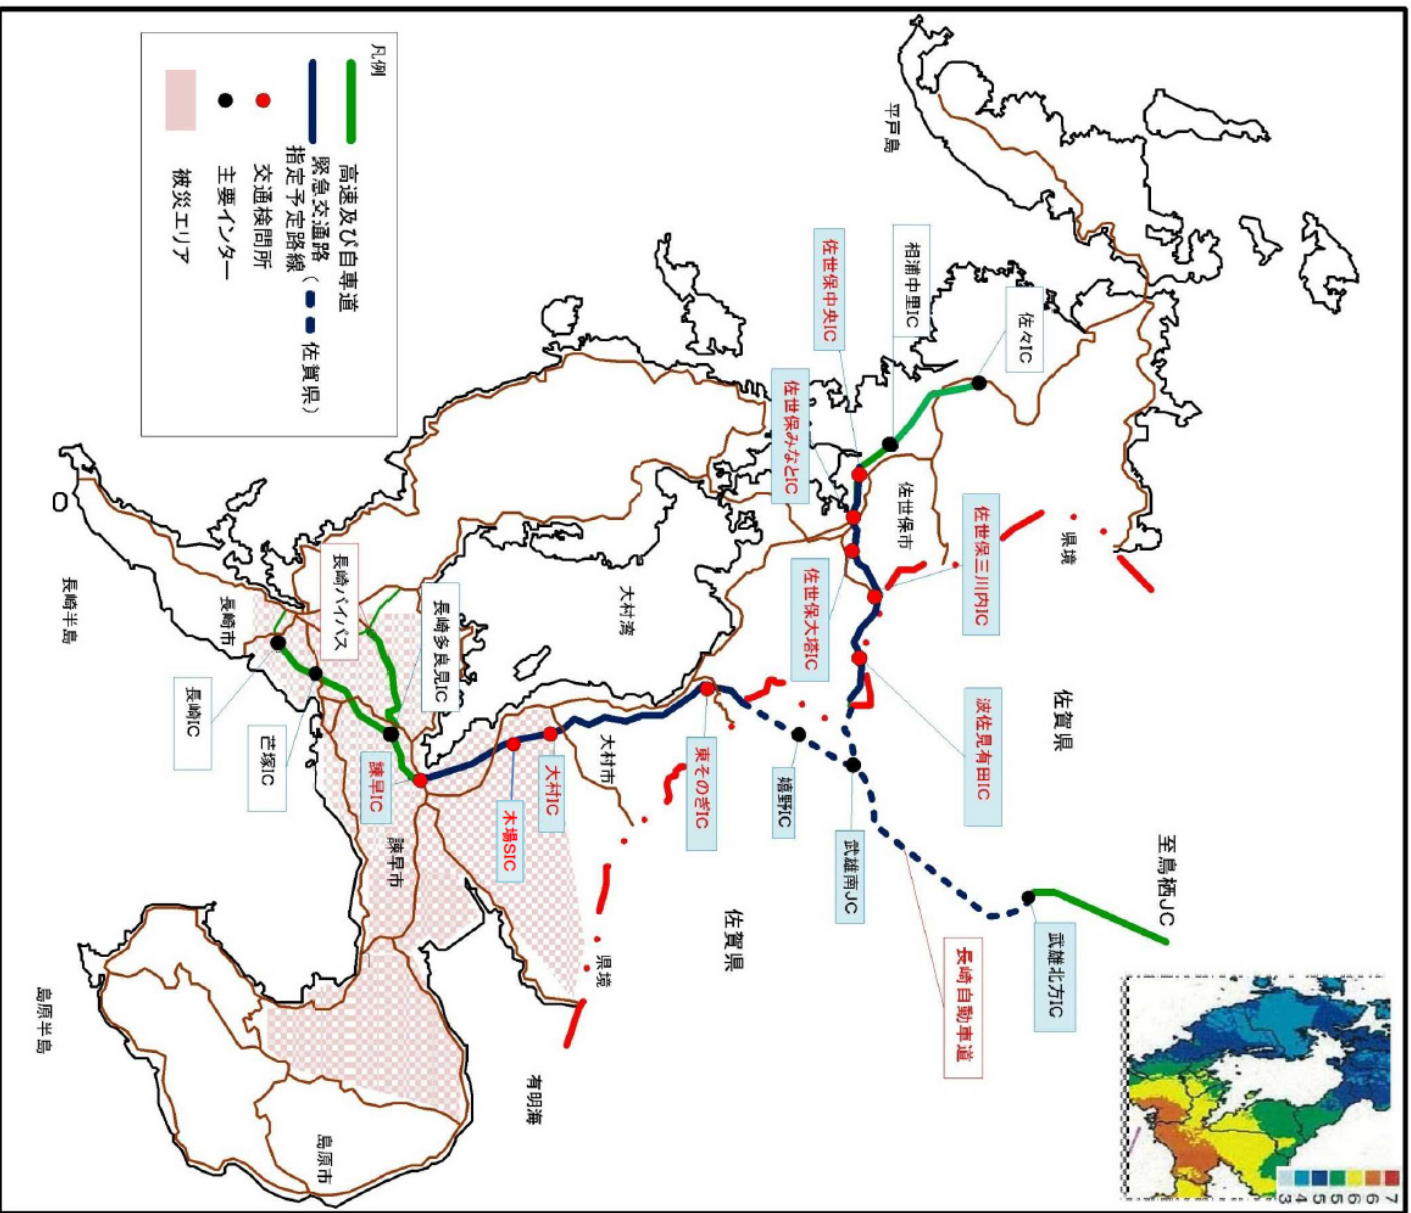 凡例
高速及び自専道
緊急交通路
指定予定路線
(
佐賀県)
交通検問所
主要インター
被災エリア
平戸島
佐々IC
相浦中里IC
佐世保中央IC
佐世保みなとIC
佐世保市
佐世保三川内IC
佐世保大塔IC
県境
佐賀県
波佐見有田IC
至鳥栖JC
武雄北方IC
長崎自動車道
武雄南JC
嬉野IC
東そのぎIC
佐賀県
県境
大村湾
大村市
大村IC
木場SIC
長崎多良見IC
長崎バイパス
諫早IC
諫早市
長崎市
長崎半島
長崎IC
芒塚IC
有明海
島原市
島原半島
7
6
6
5
5
4
3